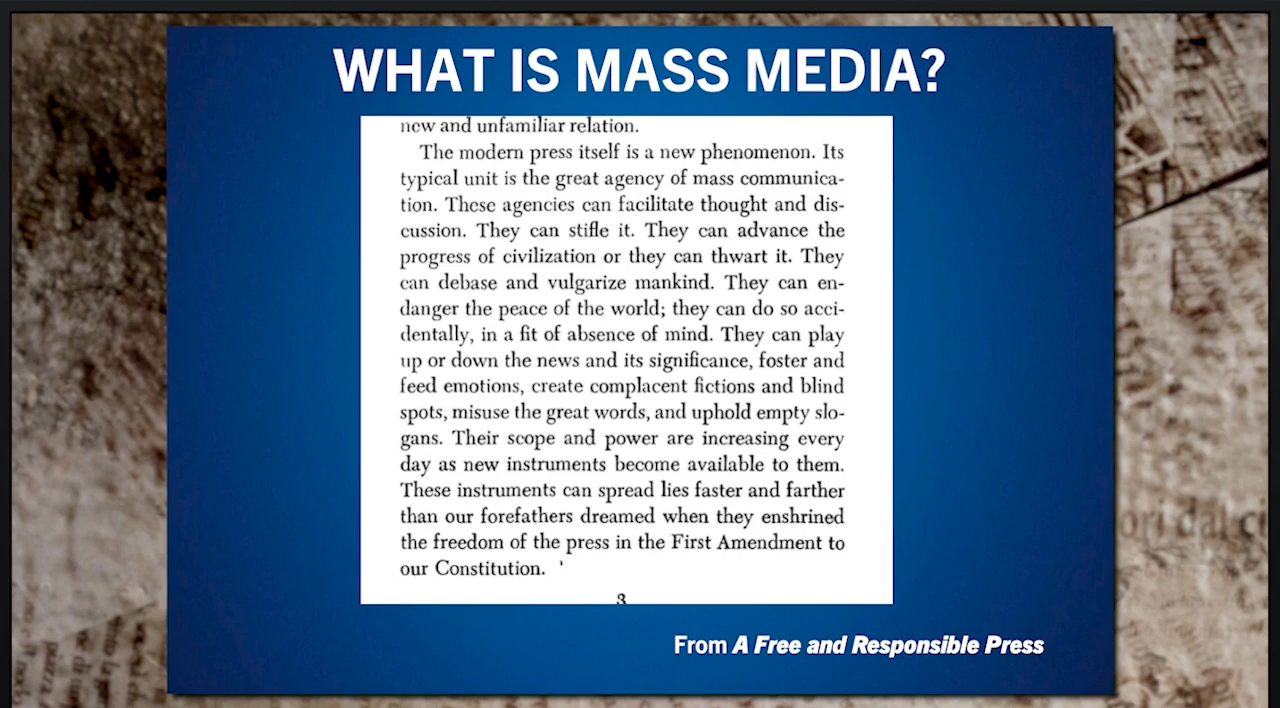 WHAT IS MASS MEDIA?
new and unfamiliar relation.
The modern press itself is a new phenomenon. Its
typical unit is the great agency of mass communica-
tion. These agencies can facilitate thought and dis-
cussion. They can stifle it. They can advance the
progress of civilization or they can thwart it. They
can debase and vulgarize mankind. They can en-
danger the peace of the world; they can do so acci-
dentally, in a fit of absence of mind. They can play
up or down the news and its significance, foster and
feed emotions, create complacent fictions and blind
spots, misuse the great words, and uphold empty slo-
gans. Their scope and power are increasing every
day as new instruments become available to them.
These instruments can spread lies faster and farther
than our forefathers dreamed when they enshrined
the freedom of the press in the First Amendment to
our Constitution.
3
From A Free and Responsible Press